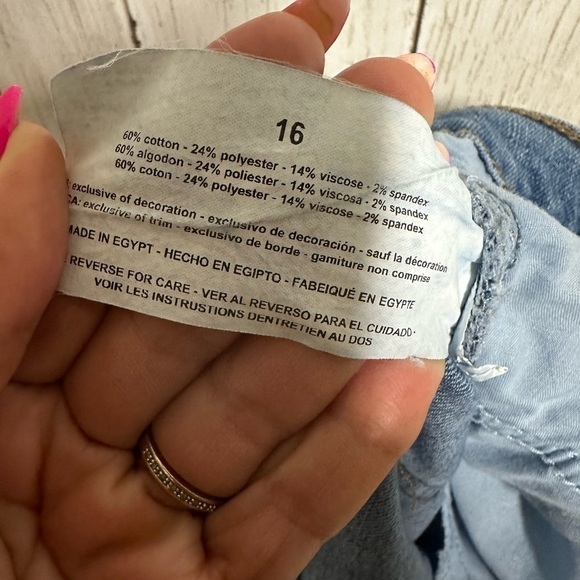 16
60% cotton - 24% polyester - 14% viscose - 2% spandex
60% algodon - 24% poliester - 14% viscosa - 2% spandex
60% coton - 24% polyester - 14% viscose - 2% spandex
exclusive of decoration - exclusivo de decoración - sauf la décoration
CA: exclusive of trim - exclusivo de borde - garniture non comprise
MADE IN EGYPT - HECHO EN EGIPTO - FABEIQUÉ EN EGYPTE
REVERSE FOR CARE - VER AL REVERSO PARA EL CUIDADO -
VOIR LES INSTRUCTIONS DENTRETIEN AU DOS